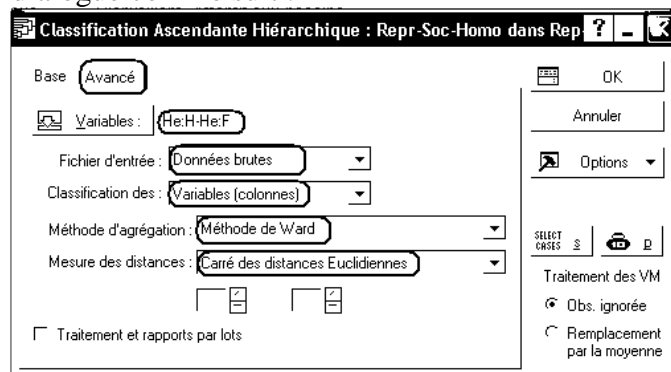 Classification Ascendante Hiérarchique : Repr-Soc-Homo dans Rep
Base Avancé
OK
Variables : He:H-He:F
Annuler
Fichier d'entrée : Données brutes
Options
Classification des : Variables (colonnes)
Méthode d'agrégation : Méthode de Ward
SELECT CASES S D
Mesure des distances : Carré des distances Euclidiennes
Traitement des VM
Obs. ignorée
Traitement et rapports par lots
Remplacement
par la moyenne